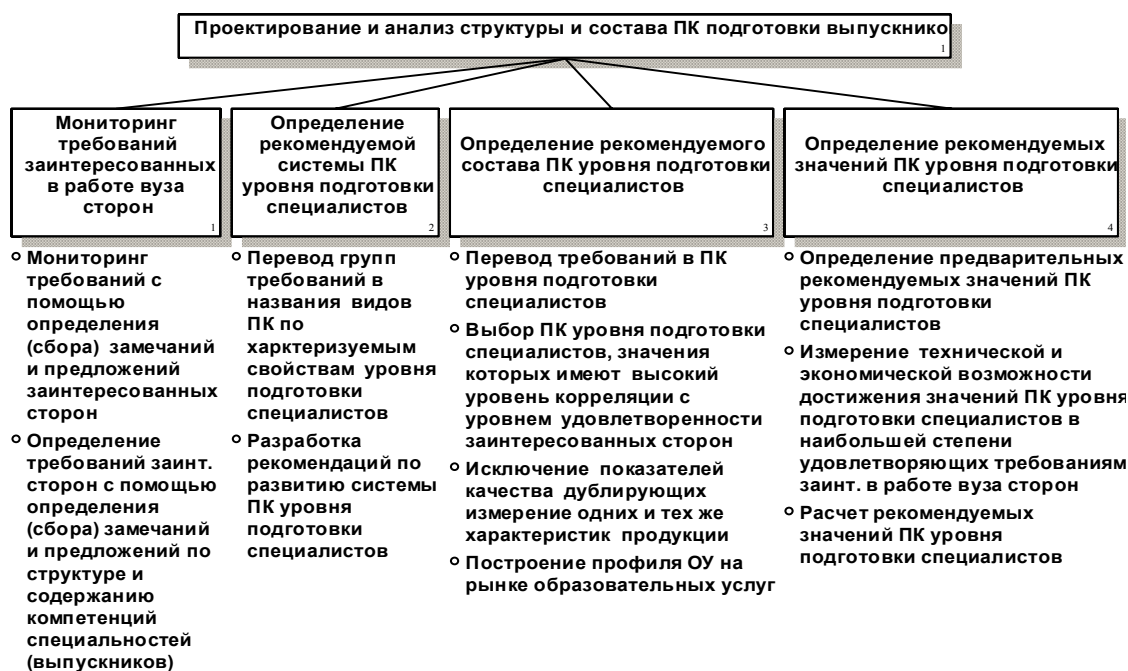 Проектирование и анализ структуры и состава ПК подготовки выпускнико
1
Мониторинг
требований
заинтересованных
в работе вуза
сторон
1
Определение
рекомендуемой
системы ПК
уровня подготовки
специалистов
2
Определение рекомендуемого
состава ПК уровня подготовки
специалистов
3
Определение рекомендуемых
значений ПК уровня подготовки
специалистов
4
Мониторинг
требований с
помощью
определения
(сбора) замечаний
и предложений
заинтересованных
сторон
Определение
требований заинт.
сторон с помощью
определения
(сбора) замечаний
и предложений по
структуре и
содержанию
компетенций
специальностей
(выпускников)
Перевод групп
требований в
названия видов
ПК по
харктеризуемым
свойствам уровня
подготовки
специалистов
Разработка
рекомендаций по
развитию системы
ПК уровня
подготовки
специалистов
Перевод требований в ПК
уровня подготовки
специалистов
Выбор ПК уровня подготовки
специалистов, значения
которых имеют высокий
уровень корреляции с
уровнем удовлетворенности
заинтересованных сторон
Исключение показателей
качества дублирующих
измерение одних и тех же
характеристик продукции
Построение профиля ОУ на
рынке образовательных услуг
Определение предварительных
рекомендуемых значений ПК
уровня подготовки
специалистов
Измерение технической и
экономической возможности
достижения значений ПК уровня
подготовки специалистов в
наибольшей степени
удовлетворяющих требованиям
заинт. в работе вуза сторон
Расчет рекомендуемых
значений ПК уровня
подготовки специалистов